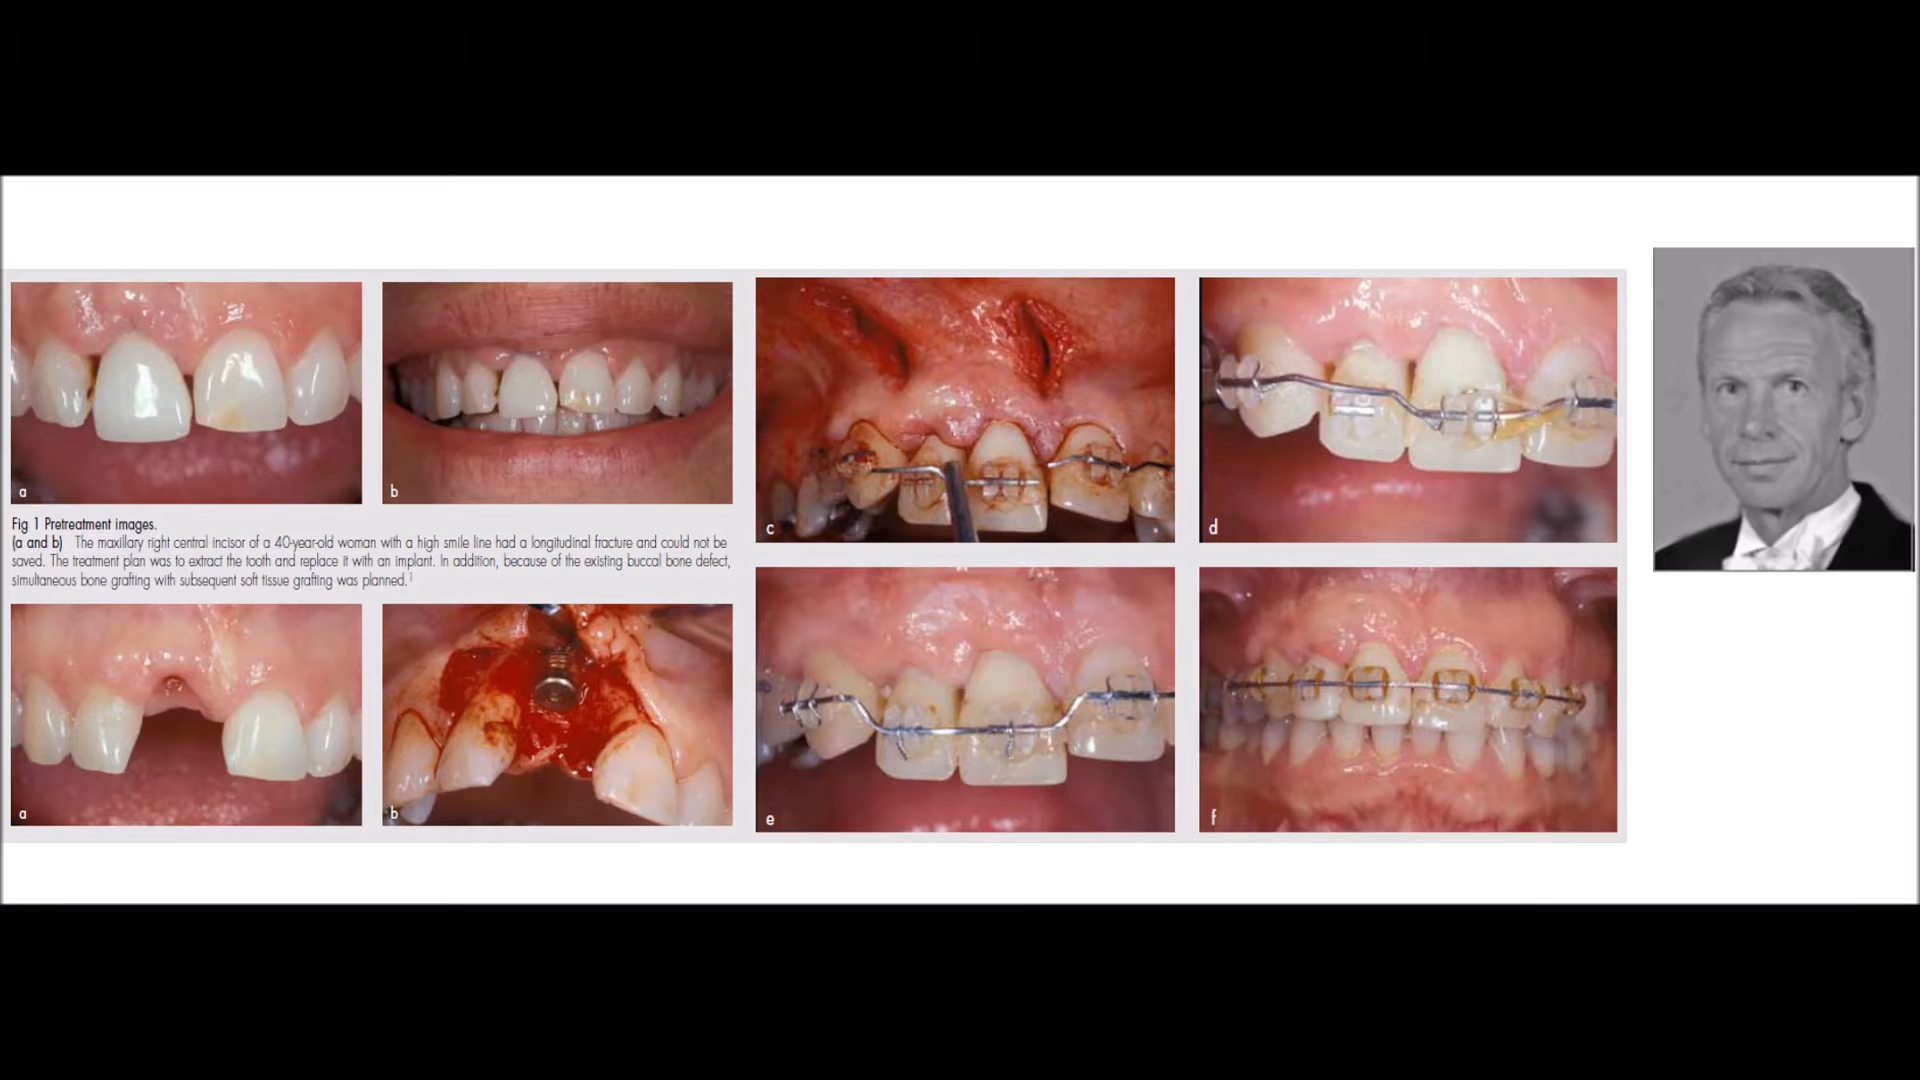 a
b
Fig 1 Pretreatment images.
(a and b) The maxillary right central incisor of a 40-year-old woman with a high smile line had a longitudinal fracture and could not be
saved. The treatment plan was to extract the tooth and replace it with an implant. In addition, because of the existing buccal bone defect,
simultaneous bone grafting with subsequent soft tissue grafting was planned.1
a
b
c
d
e
f